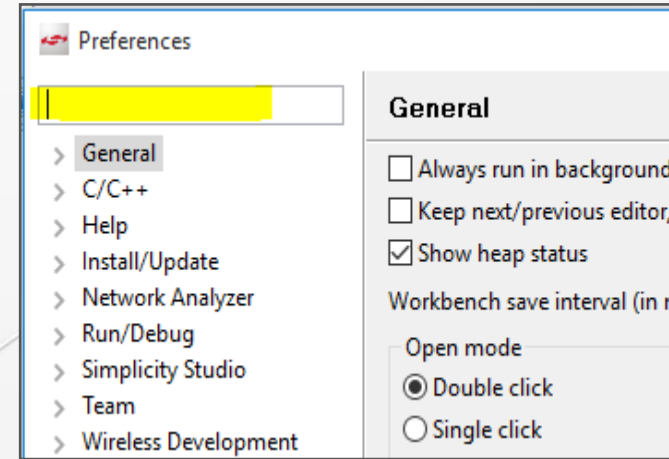 Preferences
General
C/C++
Help
Install/Update
Network Analyzer
Run/Debug
Simplicity Studio
Team
Wireless Development
General
Always run in background
Keep next/previous editor,
Show heap status
Workbench save interval (in
Open mode
Double click
Single click